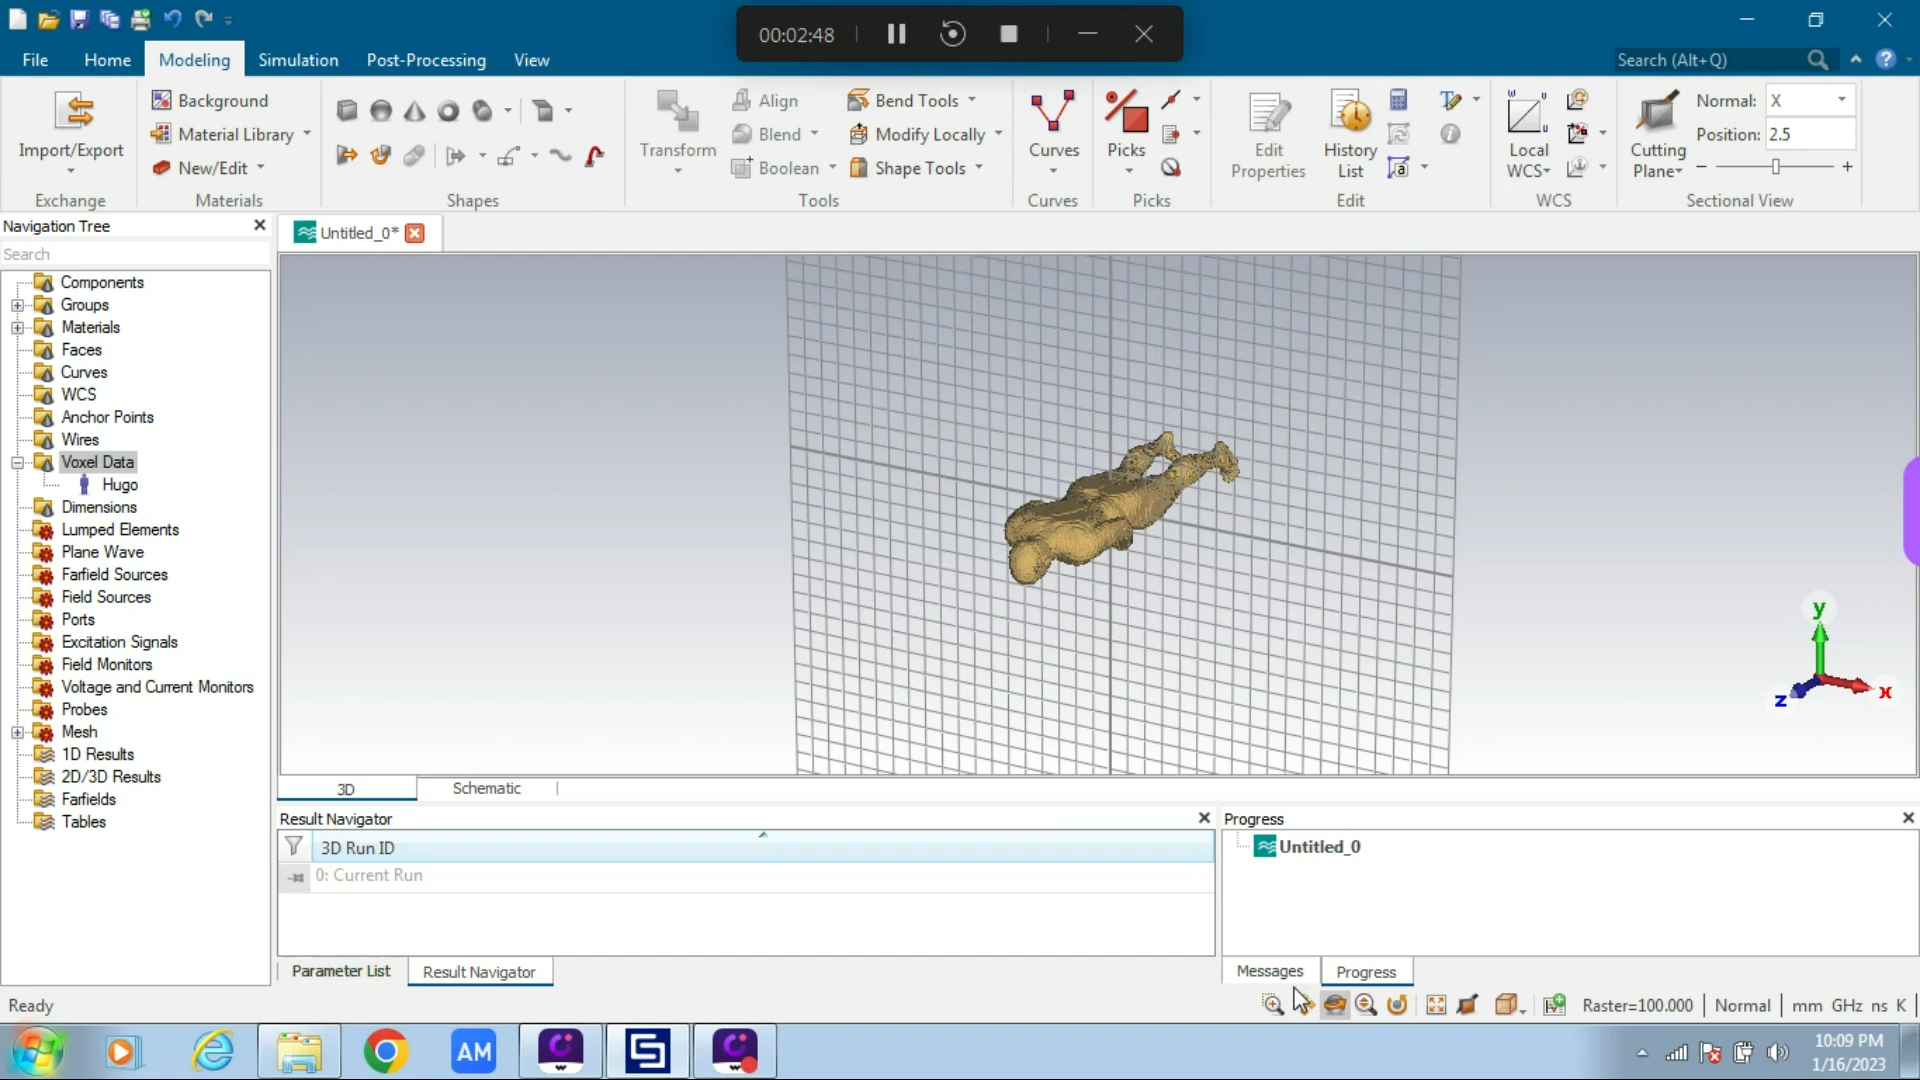 00:02:48
File Home Modeling Simulation Post-Processing View
Search (Alt+Q)
Import/Export
Exchange
Background
Material Library
New/Edit
Materials
Shapes
Transform
Align
Blend
Boolean
Bend Tools
Modify Locally
Shape Tools
Tools
Curves
Curves
Picks
Picks
Edit
Properties
History
List
Edit
Local
WCS
WCS
Cutting
Plane
Normal: X
Position: 2.5
Sectional View
Navigation Tree
Search
Components
Groups
Materials
Faces
Curves
WCS
Anchor Points
Wires
Voxel Data
Hugo
Dimensions
Lumped Elements
Plane Wave
Farfield Sources
Field Sources
Ports
Excitation Signals
Field Monitors
Voltage and Current Monitors
Probes
Mesh
1D Results
2D/3D Results
Farfields
Tables
Untitled_0*
y
x
z
3D Schematic
Result Navigator
3D Run ID
0: Current Run
Parameter List Result Navigator
Progress
Untitled_0
Messages Progress
Ready
Raster=100.000 Normal mm GHz ns K
AM
10:09 PM
1/16/2023